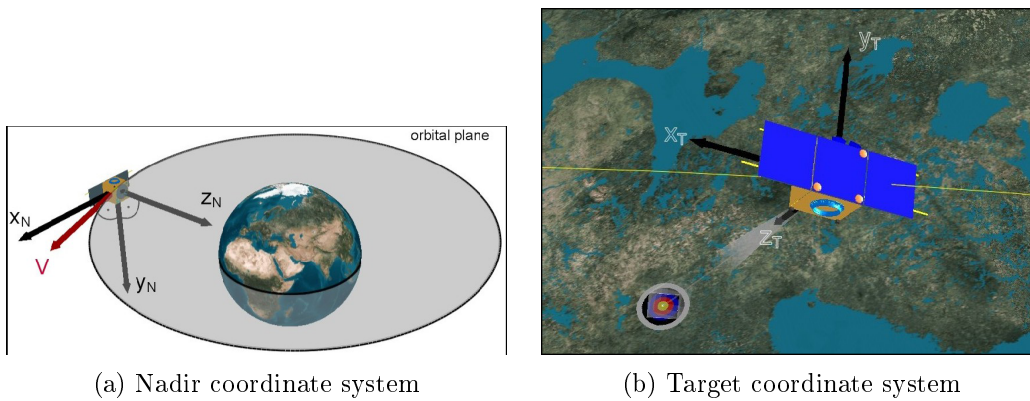 orbital plane
x_N
V
y_N
z_N
(a) Nadir coordinate system
y_T
x_T
z_T
(b) Target coordinate system